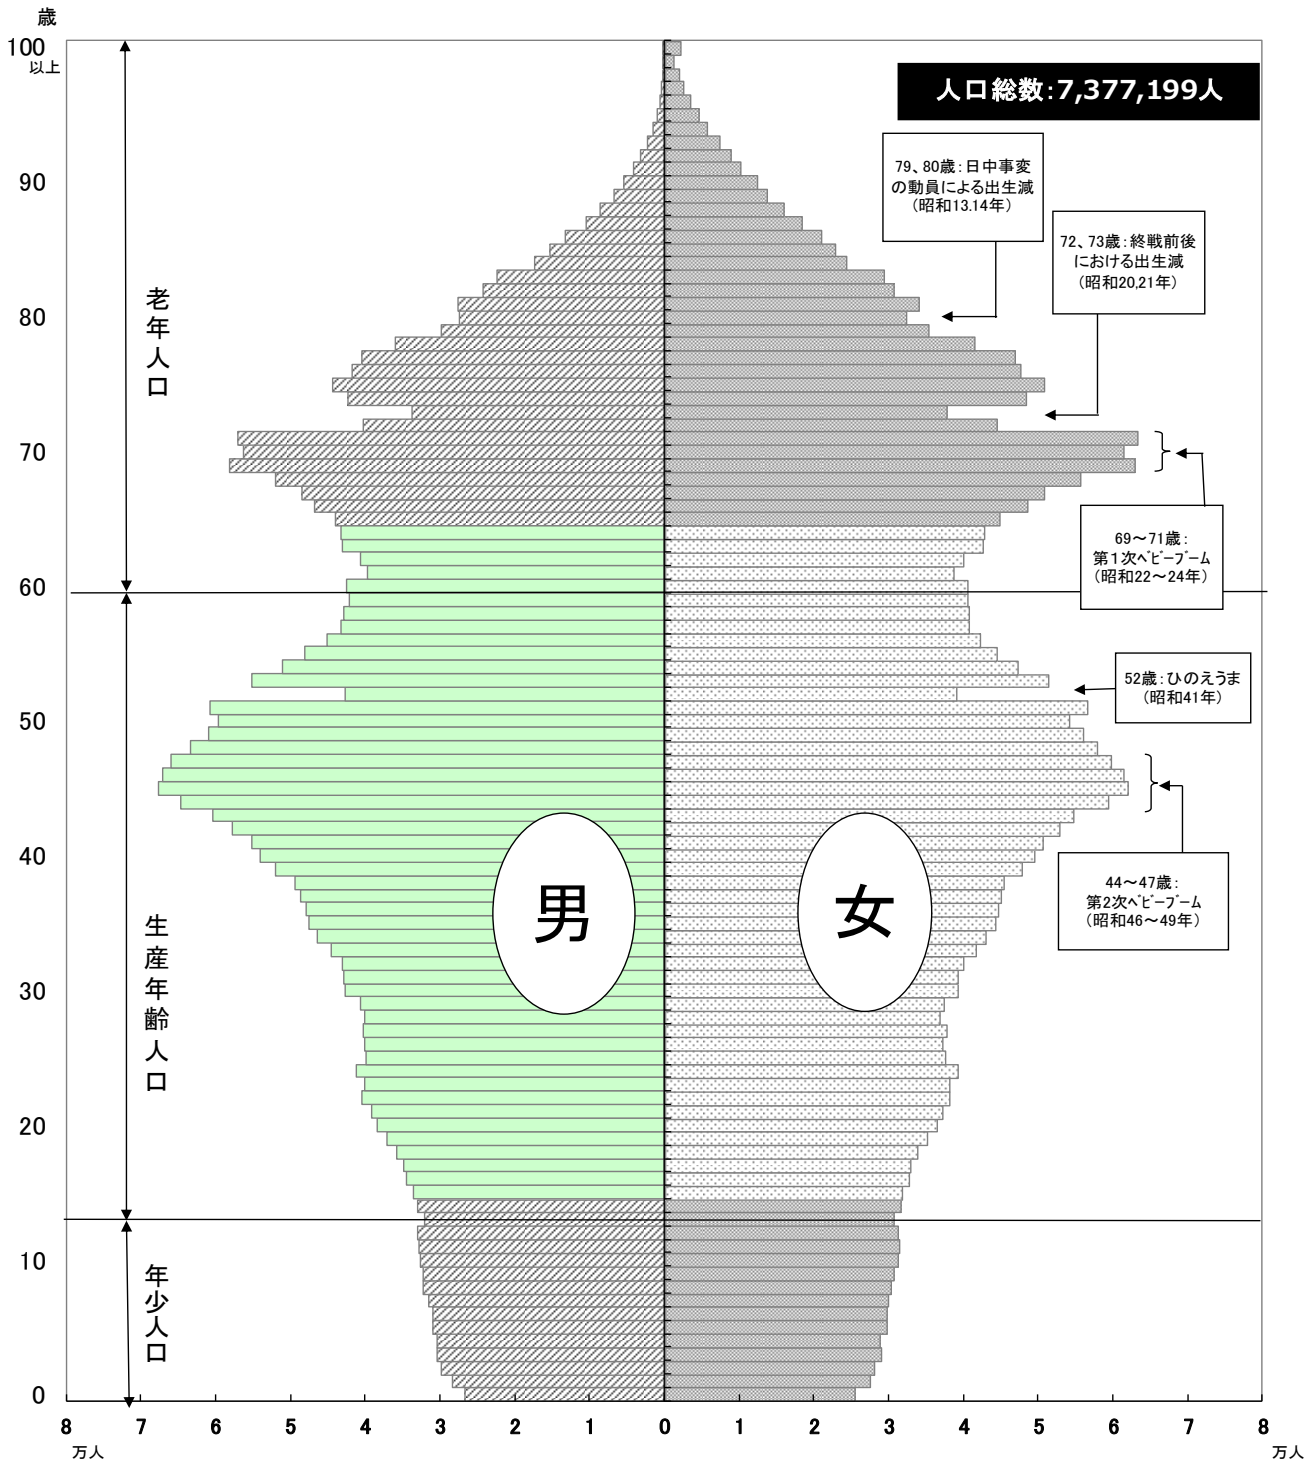 歳
100
以上
人口総数:7,377,199人
79、80歳:日中事変
の動員による出生減
(昭和13.14年)
90
72、73歳:終戦前後
における出生減
(昭和20,21年)
老年人口
80
70
69～71歳:
第1次ベビーブーム
(昭和22～24年)
60
52歳:ひのえうま
(昭和41年)
50
40
44～47歳:
第2次ベビーブーム
(昭和46～49年)
男
女
生産年齢人口
30
20
10
年少人口
0
8 7 6 5 4 3 2 1 0 1 2 3 4 5 6 7 8
万人
万人